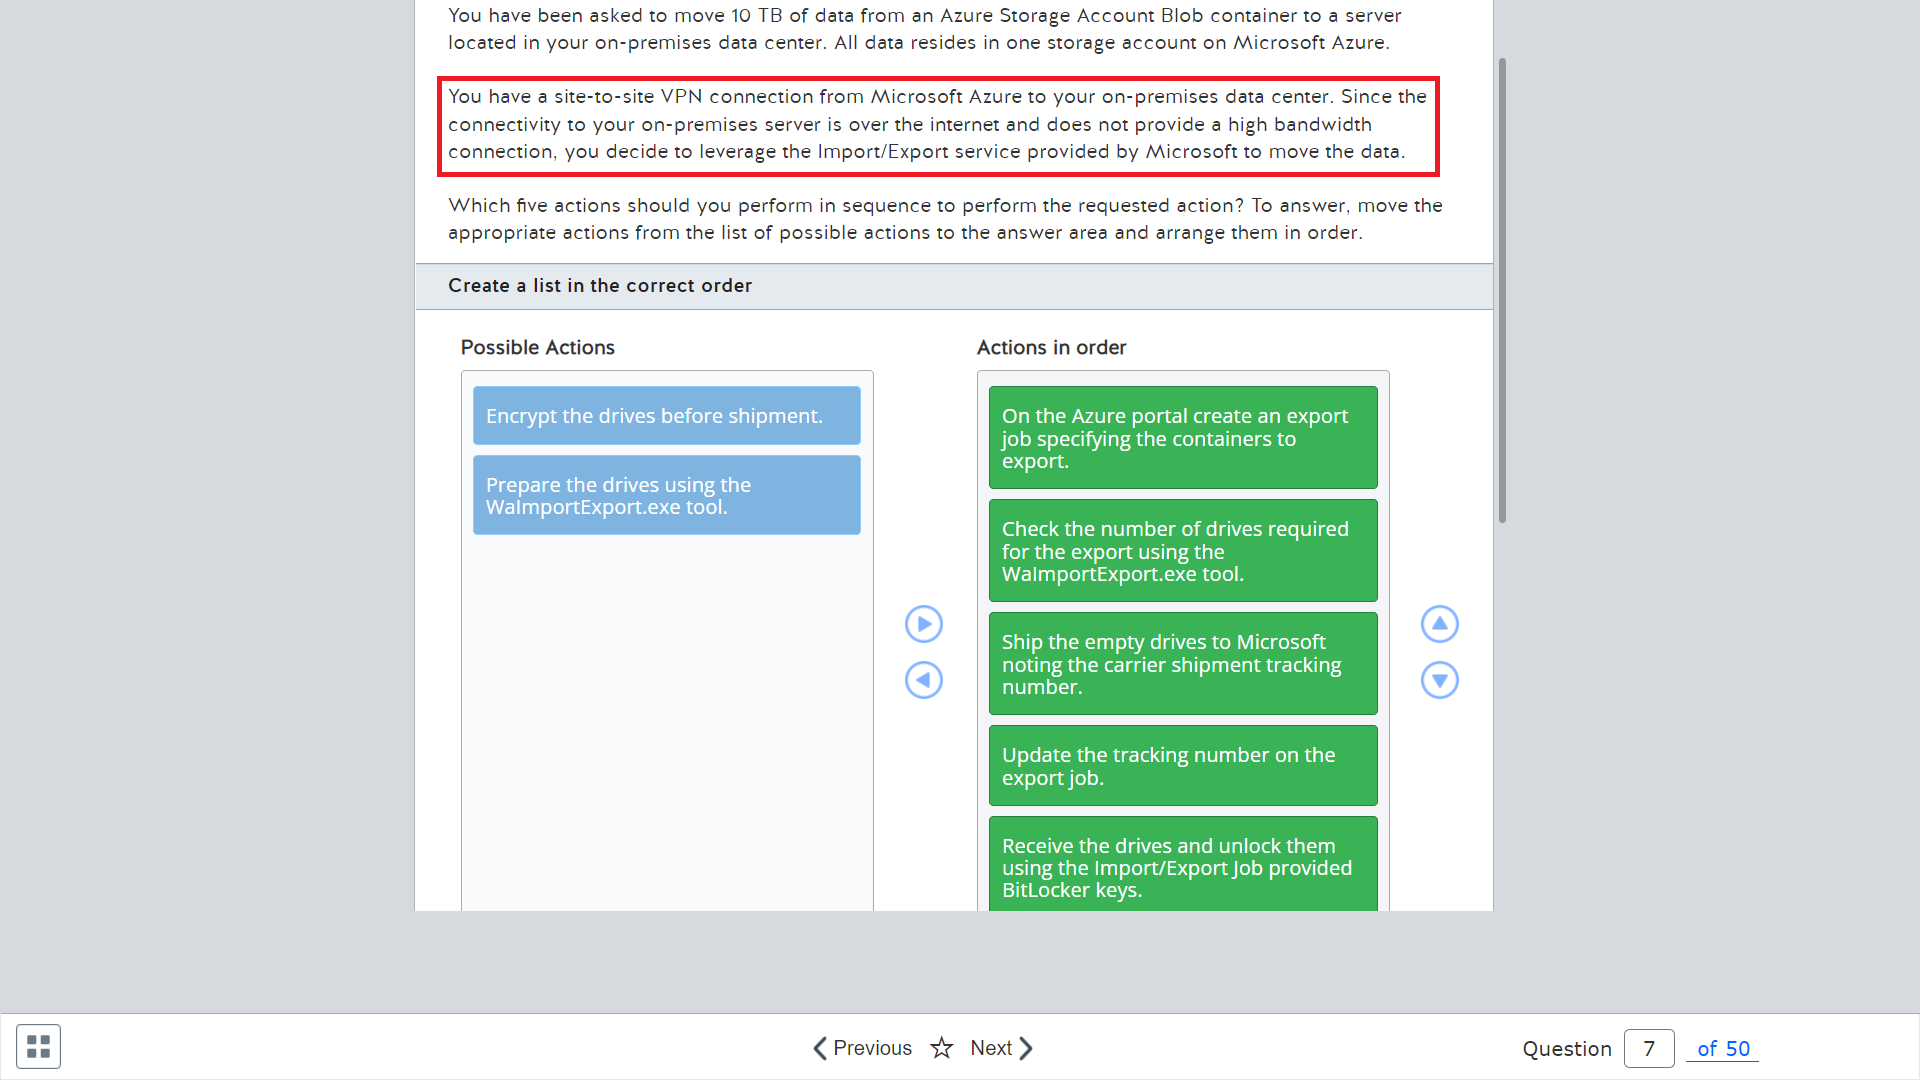 You have been asked to move 10 TB of data from an Azure Storage Account Blob container to a server
located in your on-premises data center. All data resides in one storage account on Microsoft Azure.
You have a site-to-site VPN connection from Microsoft Azure to your on-premises data center. Since the
connectivity to your on-premises server is over the internet and does not provide a high bandwidth
connection, you decide to leverage the Import/Export service provided by Microsoft to move the data.
Which five actions should you perform in sequence to perform the requested action? To answer, move the
appropriate actions from the list of possible actions to the answer area and arrange them in order.
Create a list in the correct order
Possible Actions
Encrypt the drives before shipment.
Prepare the drives using the
WaImportExport.exe tool.
Actions in order
On the Azure portal create an export
job specifying the containers to
export.
Check the number of drives required
for the export using the
WaImportExport.exe tool.
Ship the empty drives to Microsoft
noting the carrier shipment tracking
number.
Update the tracking number on the
export job.
Receive the drives and unlock them
using the Import/Export Job provided
BitLocker keys.
Previous
Next
Question 7 of 50